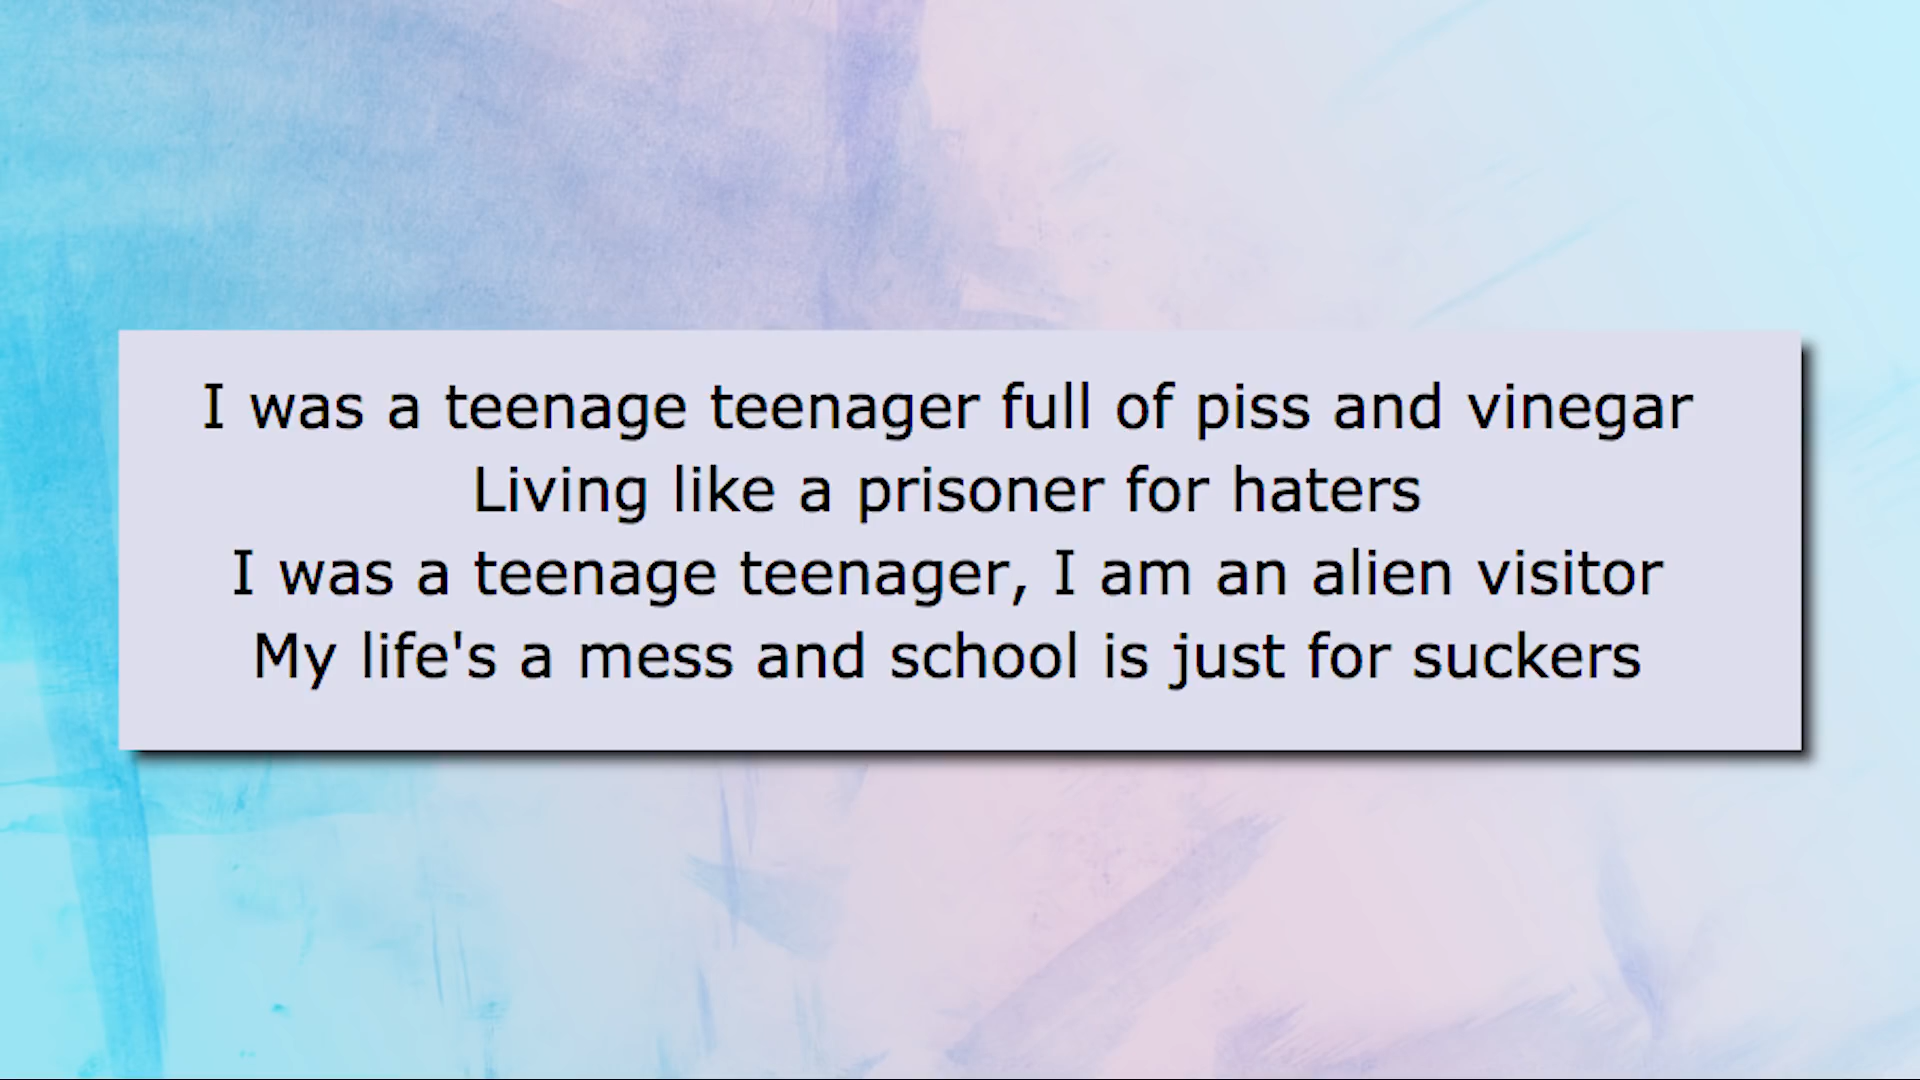 I was a teenage teenager full of piss and vinegar
Living like a prisoner for haters
I was a teenage teenager, I am an alien visitor
My life's a mess and school is just for suckers